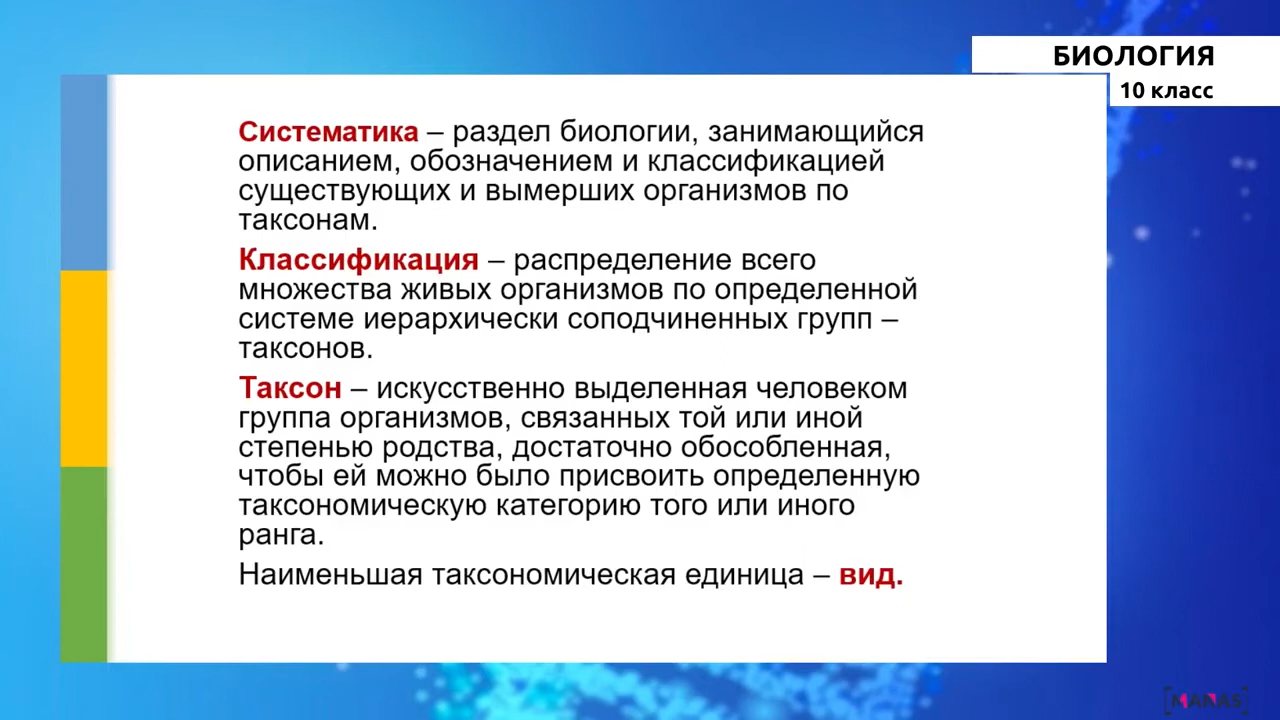 БИОЛОГИЯ
10 класс
Систематика – раздел биологии, занимающийся
описанием, обозначением и классификацией
существующих и вымерших организмов по
таксонам.
Классификация – распределение всего
множества живых организмов по определенной
системе иерархически соподчиненных групп –
таксонов.
Таксон – искусственно выделенная человеком
группа организмов, связанных той или иной
степенью родства, достаточно обособленная,
чтобы ей можно было присвоить определенную
таксономическую категорию того или иного
ранга.
Наименьшая таксономическая единица – вид.
[MANAS]